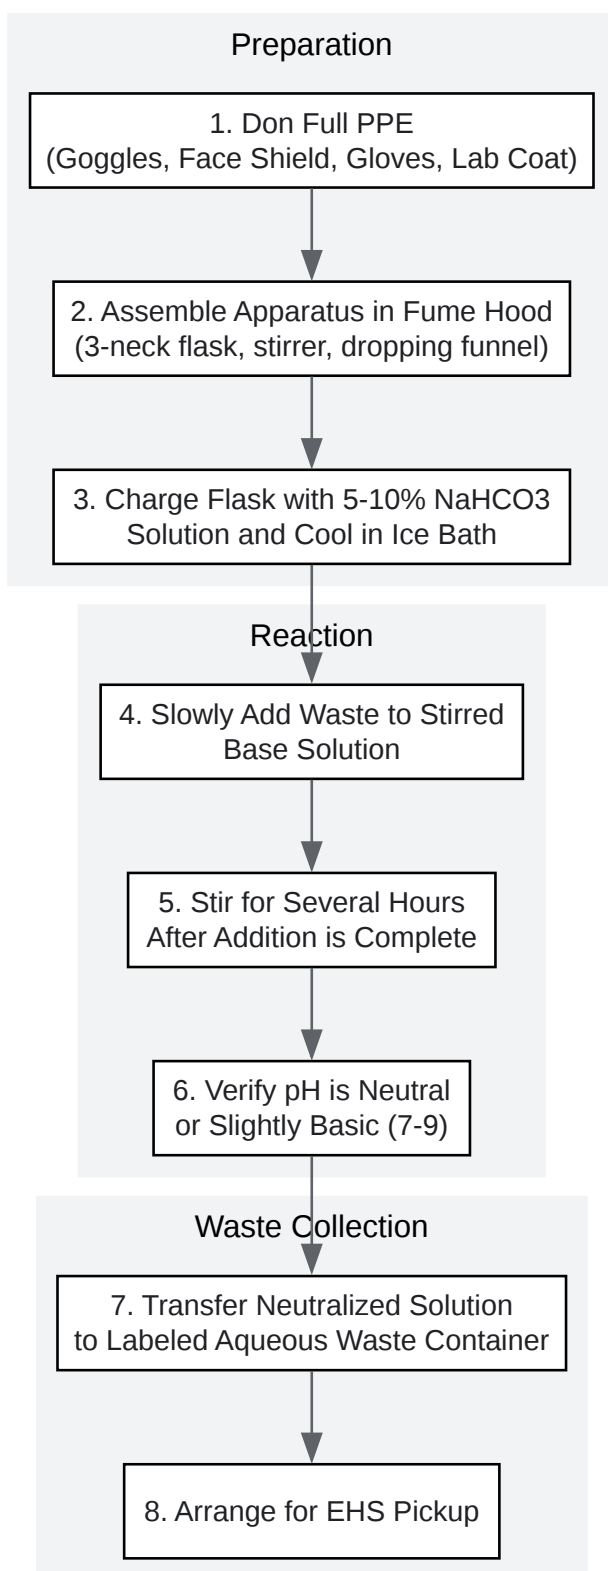 Preparation
1. Don Full PPE
(Goggles, Face Shield, Gloves, Lab Coat)
2. Assemble Apparatus in Fume Hood
(3-neck flask, stirrer, dropping funnel)
3. Charge Flask with 5-10% NaHCO3
Solution and Cool in Ice Bath
Reaction
4. Slowly Add Waste to Stirred
Base Solution
5. Stir for Several Hours
After Addition is Complete
6. Verify pH is Neutral
or Slightly Basic (7-9)
Waste Collection
7. Transfer Neutralized Solution
to Labeled Aqueous Waste Container
8. Arrange for EHS Pickup